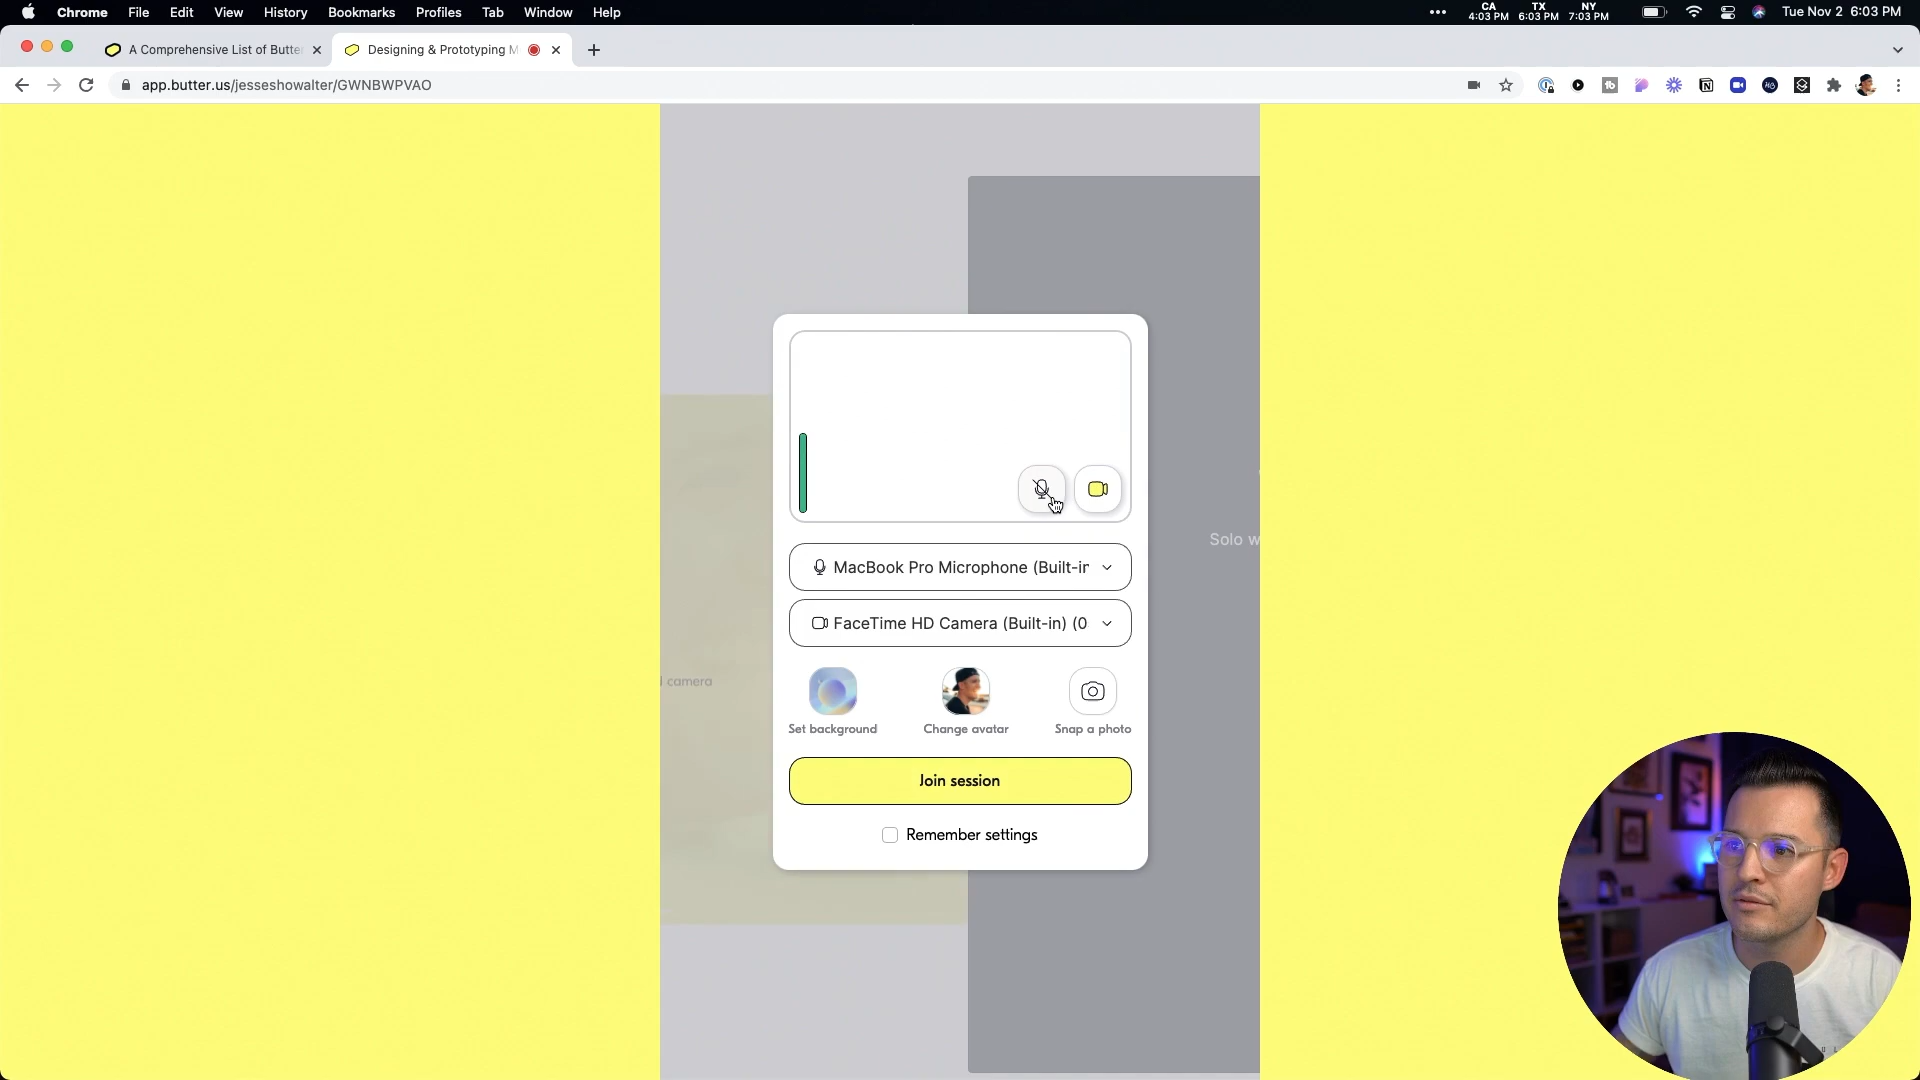 Chrome File Edit View History Bookmarks Profiles Tab Window Help
CA TX NY
4:03 PM 6:03 PM 7:03 PM
Tue Nov 2 6:03 PM
A Comprehensive List of Butte
Designing & Prototyping M
app.butter.us/jesseshowalter/GWNBWPVAO
Solo w
MacBook Pro Microphone (Built-in
FaceTime HD Camera (Built-in) (0
camera
Set background
Change avatar
Snap a photo
Join session
Remember settings